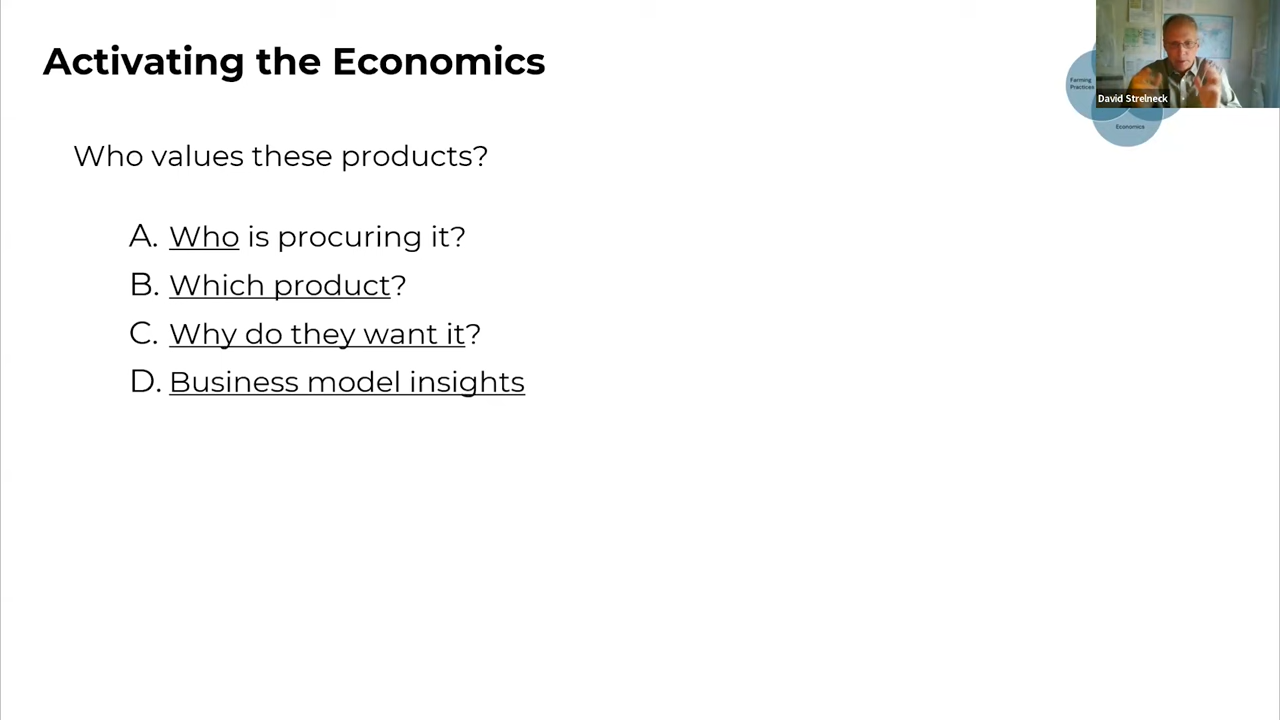 Activating the Economics
Farming
Practices
David Strelneck
Economics
Who values these products?
A. Who is procuring it?
B. Which product?
C. Why do they want it?
D. Business model insights